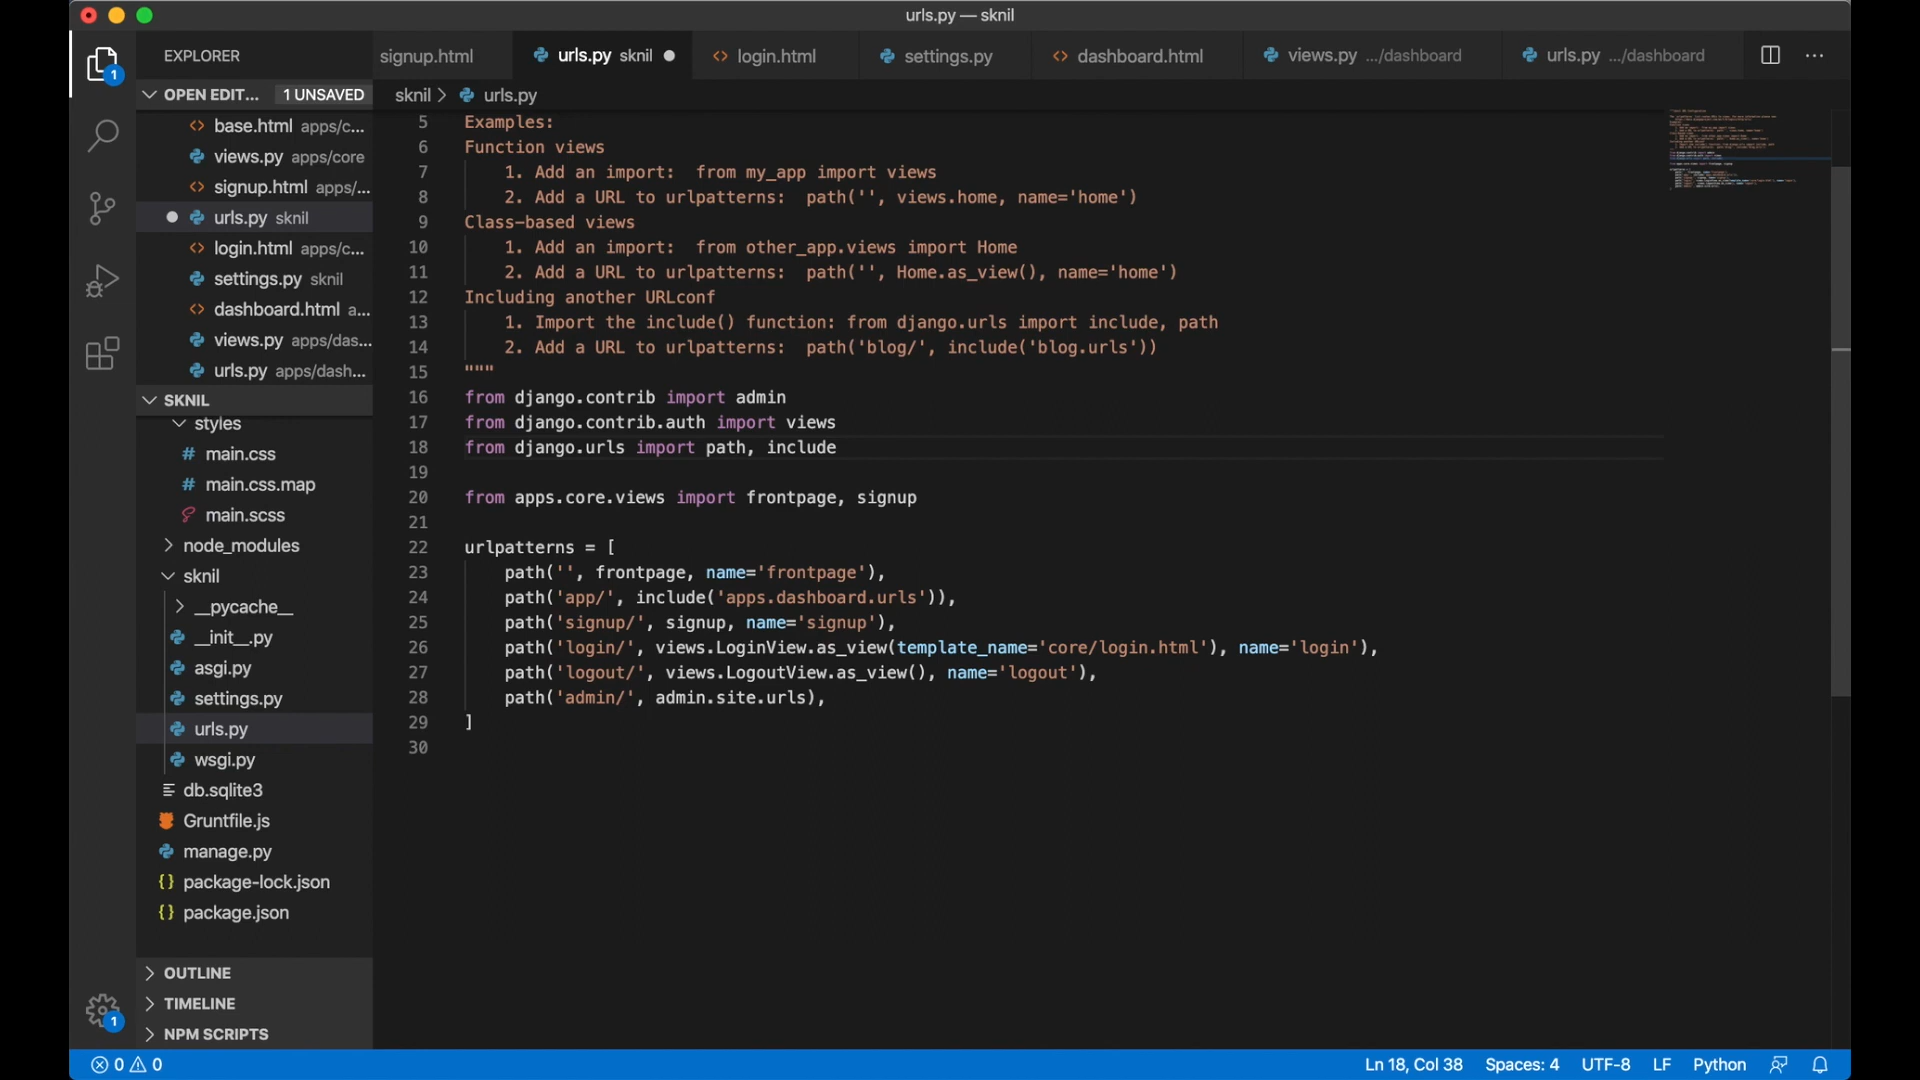 urls.py — sknil
EXPLORER
signup.html
urls.py sknil
login.html
settings.py
dashboard.html
views.py .../dashboard
urls.py .../dashboard
OPEN EDIT... 1 UNSAVED
sknil > urls.py
base.html apps/c...
views.py apps/core
signup.html apps/...
urls.py sknil
login.html apps/c...
settings.py sknil
dashboard.html a...
views.py apps/das...
urls.py apps/dash...
SKNIL
styles
main.css
main.css.map
main.scss
node_modules
sknil
__pycache__
__init__.py
asgi.py
settings.py
urls.py
wsgi.py
db.sqlite3
Gruntfile.js
manage.py
package-lock.json
package.json
OUTLINE
TIMELINE
NPM SCRIPTS
1
1
5 Examples:
6 Function views
7 1. Add an import:  from my_app import views
8 2. Add a URL to urlpatterns:  path('', views.home, name='home')
9 Class-based views
10 1. Add an import:  from other_app.views import Home
11 2. Add a URL to urlpatterns:  path('', Home.as_view(), name='home')
12 Including another URLconf
13 1. Import the include() function: from django.urls import include, path
14 2. Add a URL to urlpatterns:  path('blog/', include('blog.urls'))
15 """
16 from django.contrib import admin
17 from django.contrib.auth import views
18 from django.urls import path, include
19
20 from apps.core.views import frontpage, signup
21
22 urlpatterns = [
23 path('', frontpage, name='frontpage'),
24 path('app/', include('apps.dashboard.urls')),
25 path('signup/', signup, name='signup'),
26 path('login/', views.LoginView.as_view(template_name='core/login.html'), name='login'),
27 path('logout/', views.LogoutView.as_view(), name='logout'),
28 path('admin/', admin.site.urls),
29 ]
30
0 0
Ln 18, Col 38
Spaces: 4
UTF-8
LF
Python